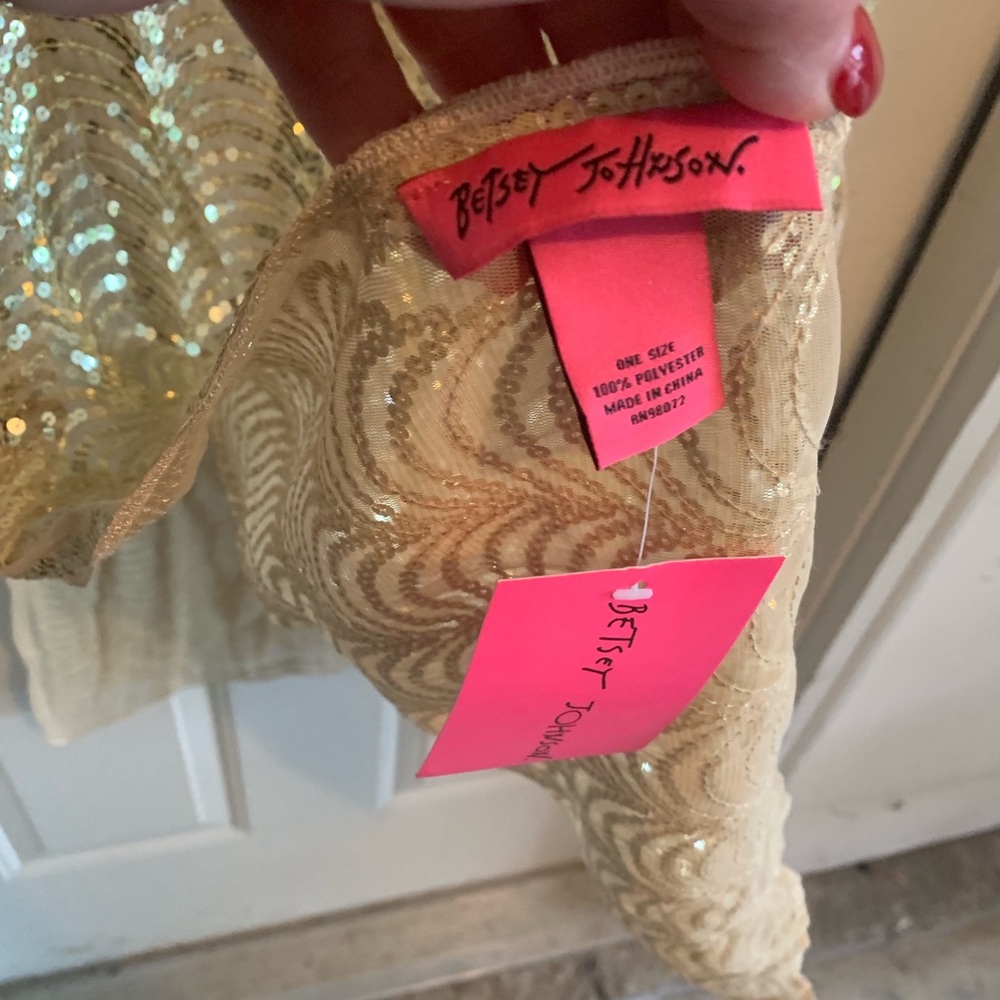 BETSEY JOHNSON.
ONE SIZE
100% POLYESTER
MADE IN CHINA
RN98072
BETSEY JOHNSON.